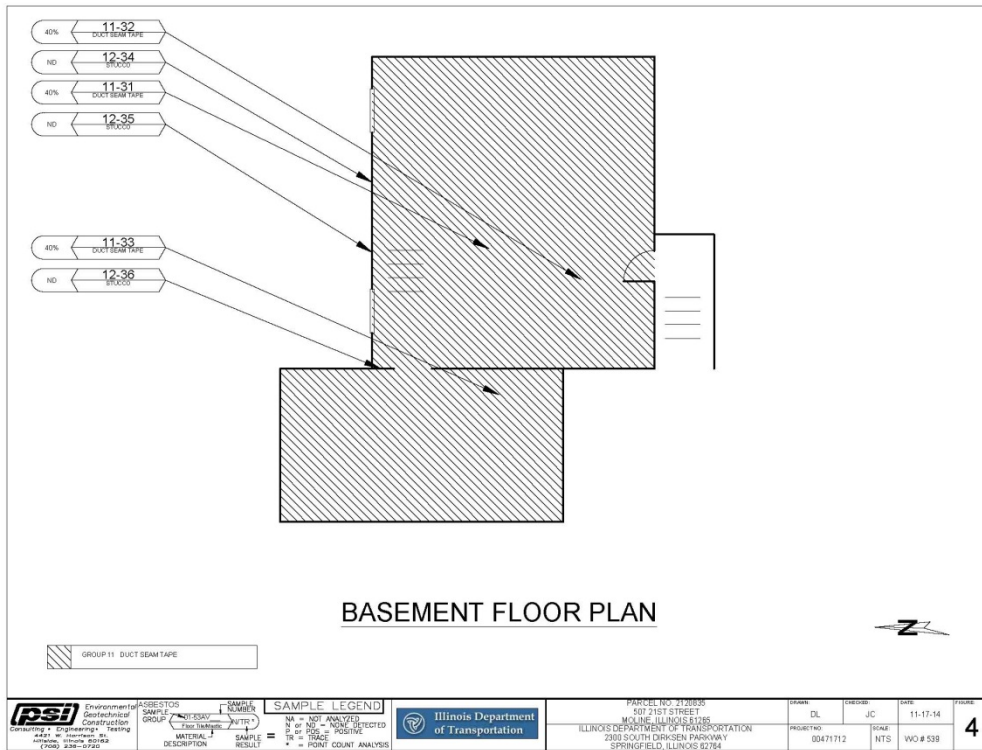 40% 11-32
DUCT SEAM TAPE
ND 12-34
STUCCO
40% 11-31
DUCT SEAM TAPE
ND 12-35
STUCCO
40% 11-33
DUCT SEAM TAPE
ND 12-36
STUCCO
BASEMENT FLOOR PLAN
Z
GROUP 11 DUCT SEAM TAPE
psi
Environmental
Geotechnical
Construction
Consulting • Engineering • Testing
4421 W. Harrison St.
Hillside, Illinois 60162
(708) 236-0720
ASBESTOS
SAMPLE
GROUP
SAMPLE
NUMBER
01-53AV
Floor Tile/Mastic
N/TR *
MATERIAL
DESCRIPTION
SAMPLE
RESULT
=
SAMPLE LEGEND
NA = NOT ANALYZED
N or ND = NONE DETECTED
P or POS = POSITIVE
TR = TRACE
* = POINT COUNT ANALYSIS
Illinois Department
of Transportation
PARCEL NO. 2120835
507 21ST STREET
MOLINE, ILLINOIS 61265
ILLINOIS DEPARTMENT OF TRANSPORTATION
2300 SOUTH DIRKSEN PARKWAY
SPRINGFIELD, ILLINOIS 62764
DRAWN: DL
CHECKED: JC
DATE: 11-17-14
FIGURE: 4
PROJECT NO. 00471712
SCALE: NTS
WO # 539